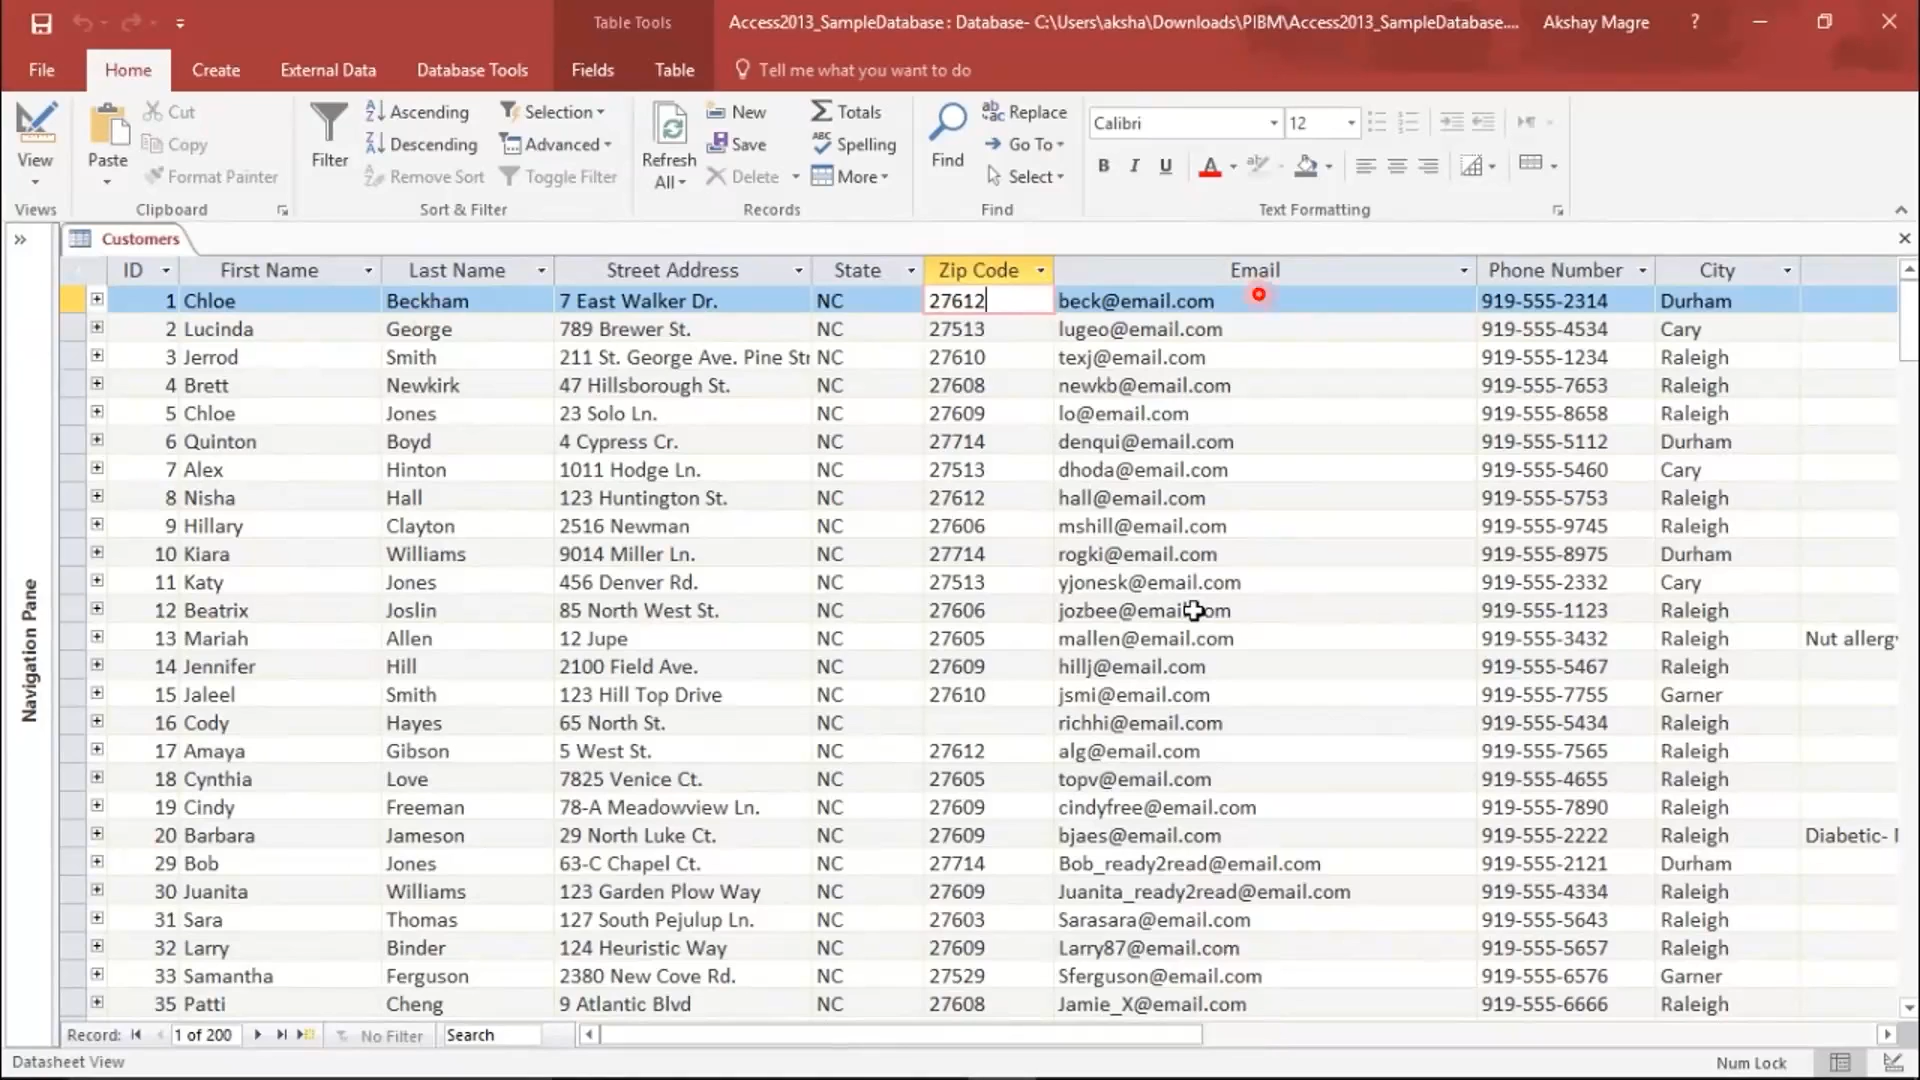 Table Tools Access2013_SampleDatabase : Database- C:\Users\aksha\Downloads\PIBM\Access2013_SampleDatabase.... Akshay Magre ?
File Home Create External Data Database Tools Fields Table Tell me what you want to do
View Paste Cut Copy Format Painter
Filter Ascending Descending Remove Sort Selection Advanced Toggle Filter
Refresh All New Save Delete Totals Spelling More
Find Replace Go To Select
Calibri 12
B I U A
Views Clipboard Sort & Filter Records Find Text Formatting
Customers
ID First Name Last Name Street Address State Zip Code Email Phone Number City
1 Chloe Beckham 7 East Walker Dr. NC 27612 beck@email.com 919-555-2314 Durham
2 Lucinda George 789 Brewer St. NC 27513 lugeo@email.com 919-555-4534 Cary
3 Jerrod Smith 211 St. George Ave. Pine Str NC 27610 texj@email.com 919-555-1234 Raleigh
4 Brett Newkirk 47 Hillsborough St. NC 27608 newkb@email.com 919-555-7653 Raleigh
5 Chloe Jones 23 Solo Ln. NC 27609 lo@email.com 919-555-8658 Raleigh
6 Quinton Boyd 4 Cypress Cr. NC 27714 denqui@email.com 919-555-5112 Durham
7 Alex Hinton 1011 Hodge Ln. NC 27513 dhoda@email.com 919-555-5460 Cary
8 Nisha Hall 123 Huntington St. NC 27612 hall@email.com 919-555-5753 Raleigh
9 Hillary Clayton 2516 Newman NC 27606 mshill@email.com 919-555-9745 Raleigh
10 Kiara Williams 9014 Miller Ln. NC 27714 rogki@email.com 919-555-8975 Durham
11 Katy Jones 456 Denver Rd. NC 27513 yjonesk@email.com 919-555-2332 Cary
12 Beatrix Joslin 85 North West St. NC 27606 jozbee@email.com 919-555-1123 Raleigh
13 Mariah Allen 12 Jupe NC 27605 mallen@email.com 919-555-3432 Raleigh Nut allergy
14 Jennifer Hill 2100 Field Ave. NC 27609 hillj@email.com 919-555-5467 Raleigh
15 Jaleel Smith 123 Hill Top Drive NC 27610 jsmi@email.com 919-555-7755 Garner
16 Cody Hayes 65 North St. NC richhi@email.com 919-555-5434 Raleigh
17 Amaya Gibson 5 West St. NC 27612 alg@email.com 919-555-7565 Raleigh
18 Cynthia Love 7825 Venice Ct. NC 27605 topv@email.com 919-555-4655 Raleigh
19 Cindy Freeman 78-A Meadowview Ln. NC 27609 cindyfree@email.com 919-555-7890 Raleigh
20 Barbara Jameson 29 North Luke Ct. NC 27609 bjaes@email.com 919-555-2222 Raleigh Diabetic-
29 Bob Jones 63-C Chapel Ct. NC 27714 Bob_ready2read@email.com 919-555-2121 Durham
30 Juanita Williams 123 Garden Plow Way NC 27609 Juanita_ready2read@email.com 919-555-4334 Raleigh
31 Sara Thomas 127 South Pejulup Ln. NC 27603 Sarasara@email.com 919-555-5643 Raleigh
32 Larry Binder 124 Heuristic Way NC 27609 Larry87@email.com 919-555-5657 Raleigh
33 Samantha Ferguson 2380 New Cove Rd. NC 27529 Sferguson@email.com 919-555-6576 Garner
35 Patti Cheng 9 Atlantic Blvd NC 27608 Jamie_X@email.com 919-555-6666 Raleigh
Navigation Pane
Record: 1 of 200 No Filter Search
Datasheet View Num Lock